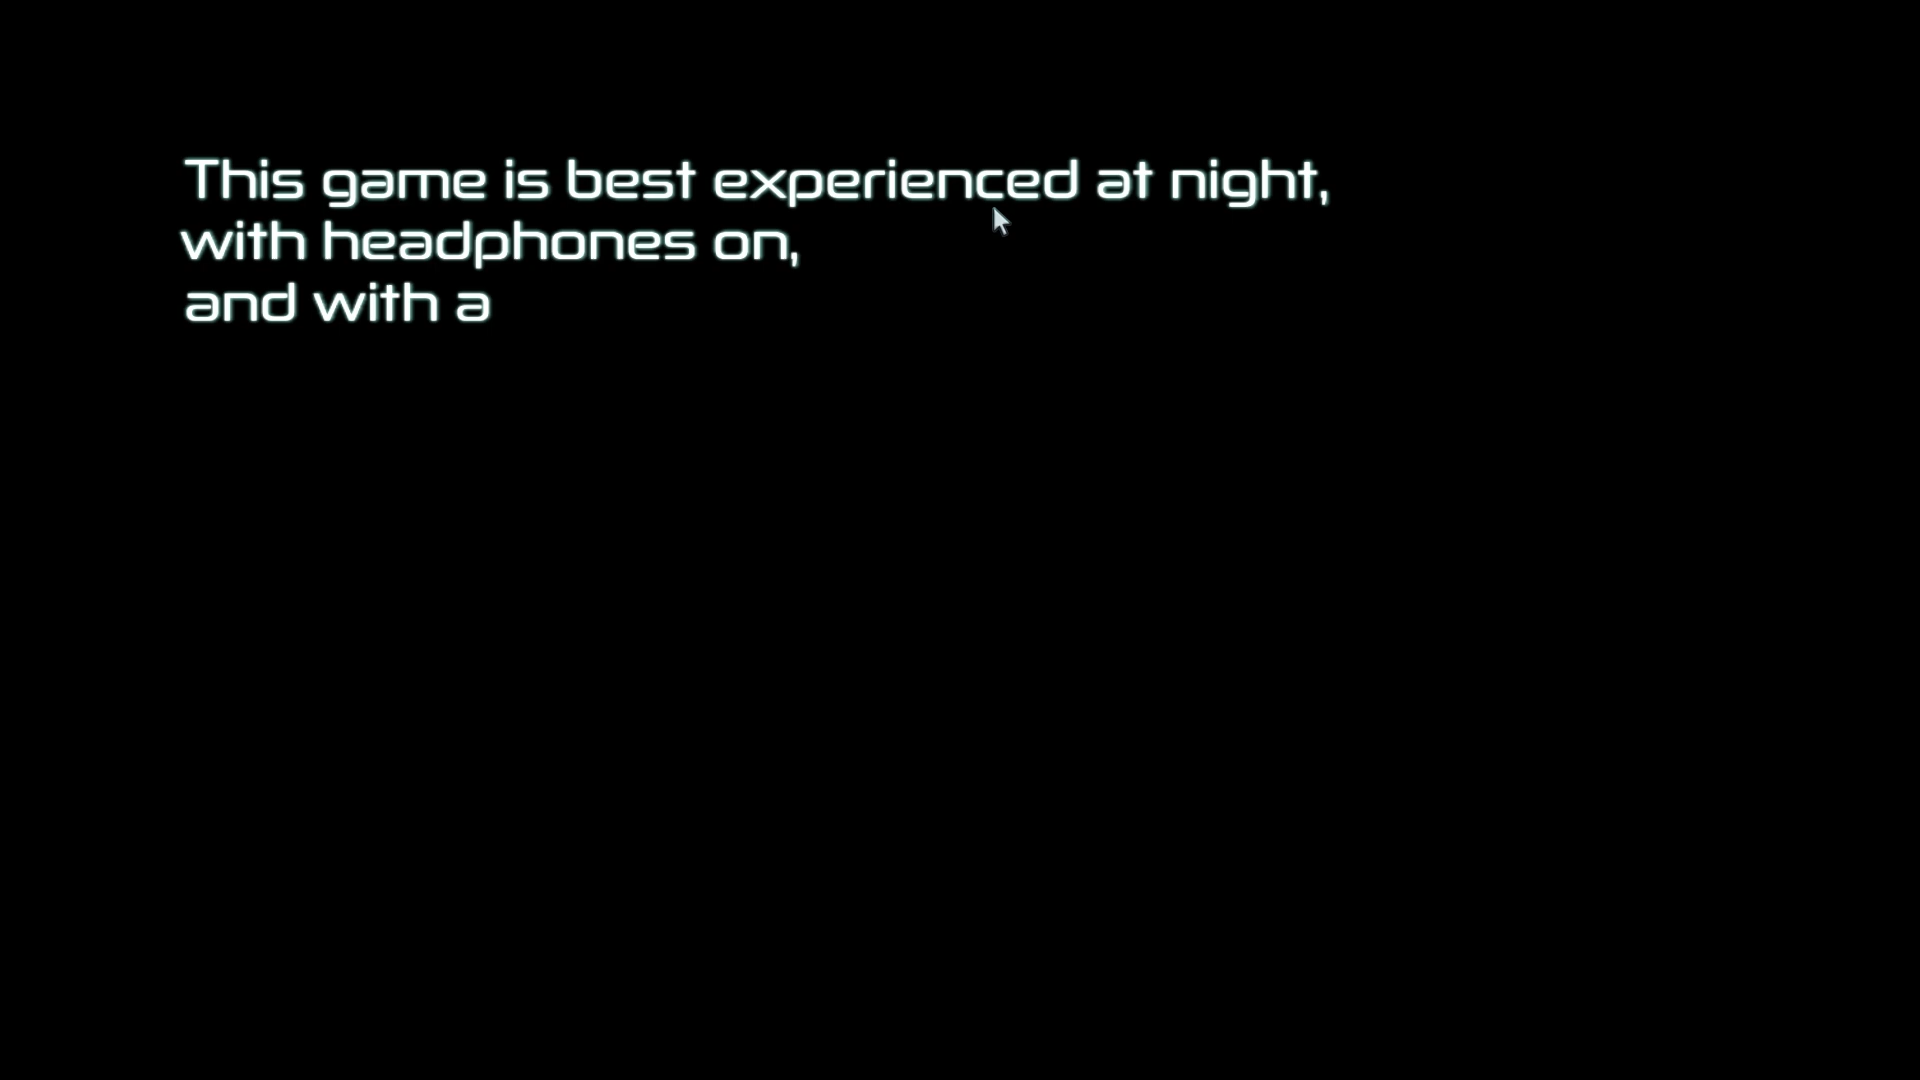 This game is best experienced at night,
with headphones on,
and with a